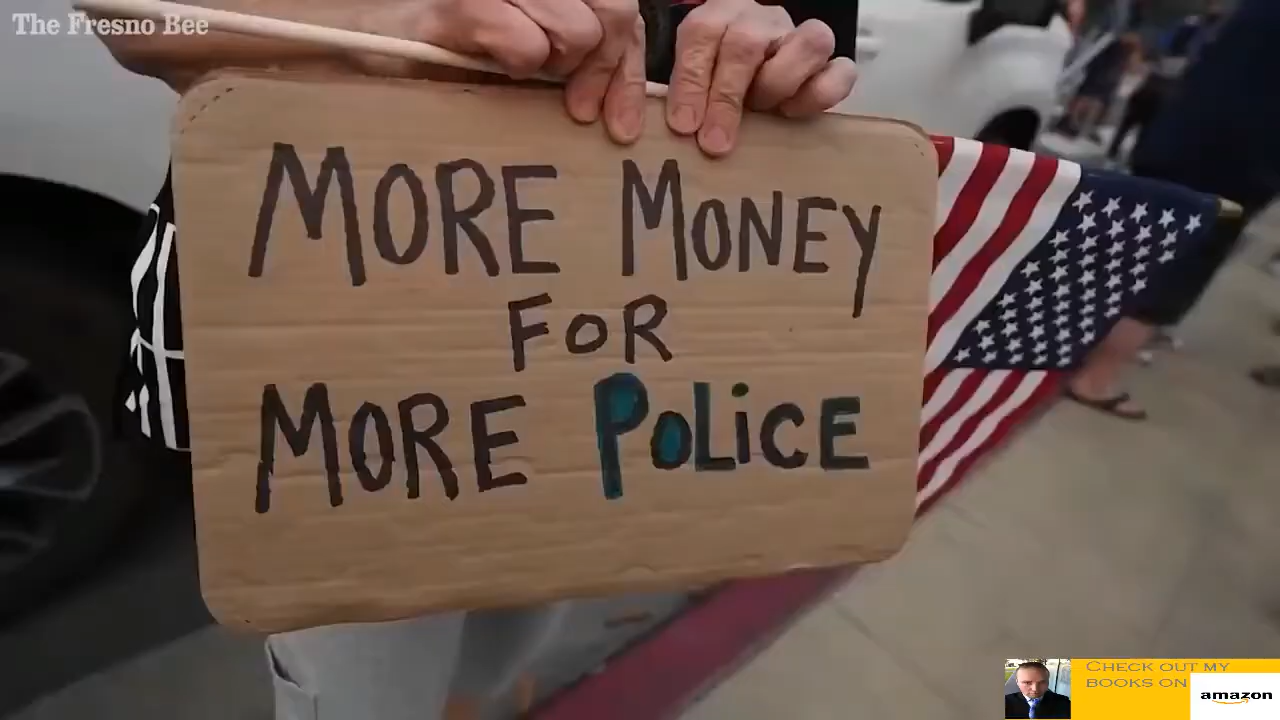 The Fresno Bee
MORE MONEY
FOR
MORE POLiCE
CHECK OUT MY
BOOKS ON
amazon